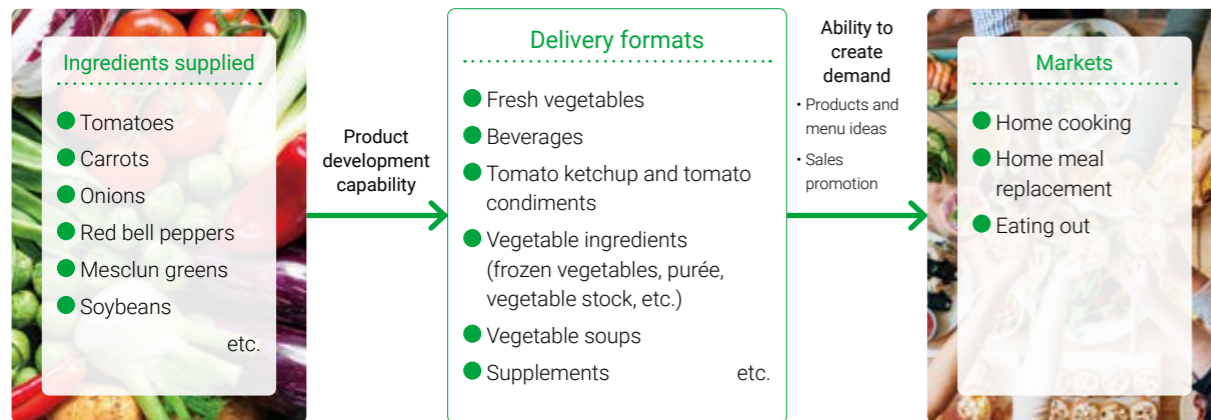 Ingredients supplied
● Tomatoes
● Carrots
● Onions
● Red bell peppers
● Mesclun greens
● Soybeans
etc.
Product
development
capability
Delivery formats
● Fresh vegetables
● Beverages
● Tomato ketchup and tomato
condiments
● Vegetable ingredients
(frozen vegetables, purée,
vegetable stock, etc.)
● Vegetable soups
● Supplements etc.
Ability to
create
demand
・Products and
menu ideas
・Sales
promotion
Markets
● Home cooking
● Home meal
replacement
● Eating out